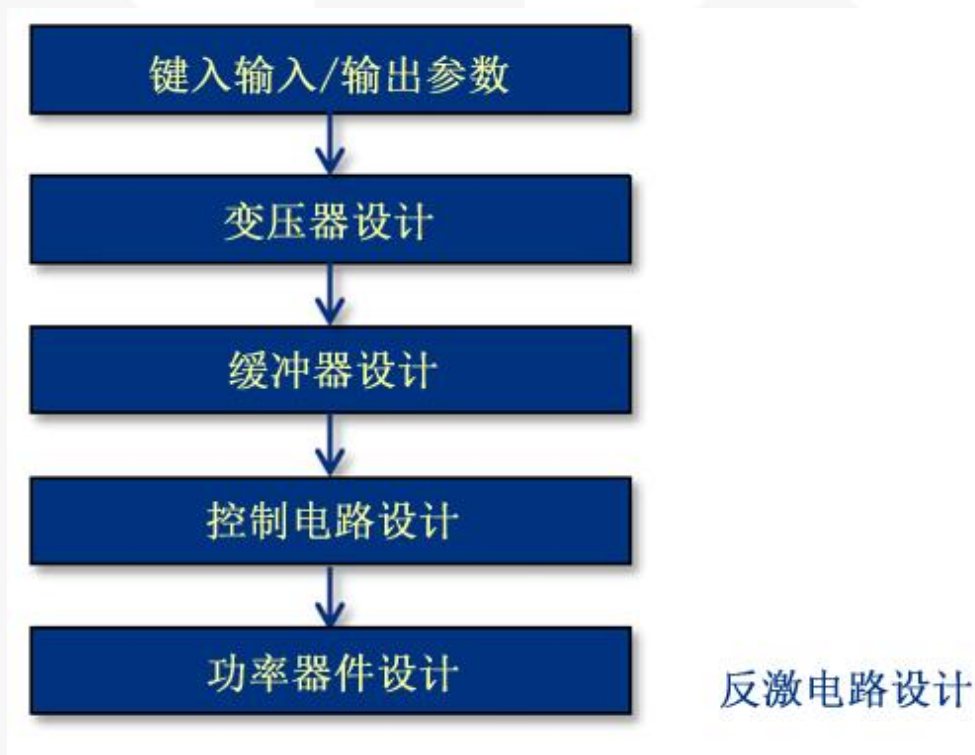 键入输入/输出参数
变压器设计
缓冲器设计
控制电路设计
功率器件设计
反激电路设计